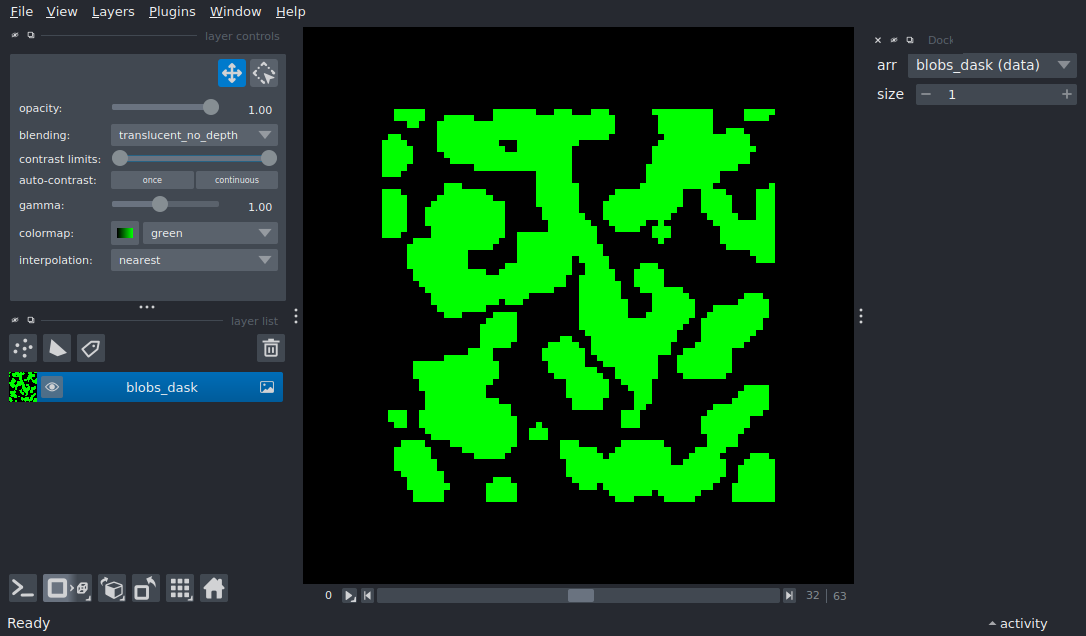 File View Layers Plugins Window Help
layer controls
opacity: 1.00
blending: translucent_no_depth
contrast limits:
auto-contrast: once continuous
gamma: 1.00
colormap: green
interpolation: nearest
layer list
blobs_dask
0 32 63
Dock
arr blobs_dask (data)
size 1
Ready
activity